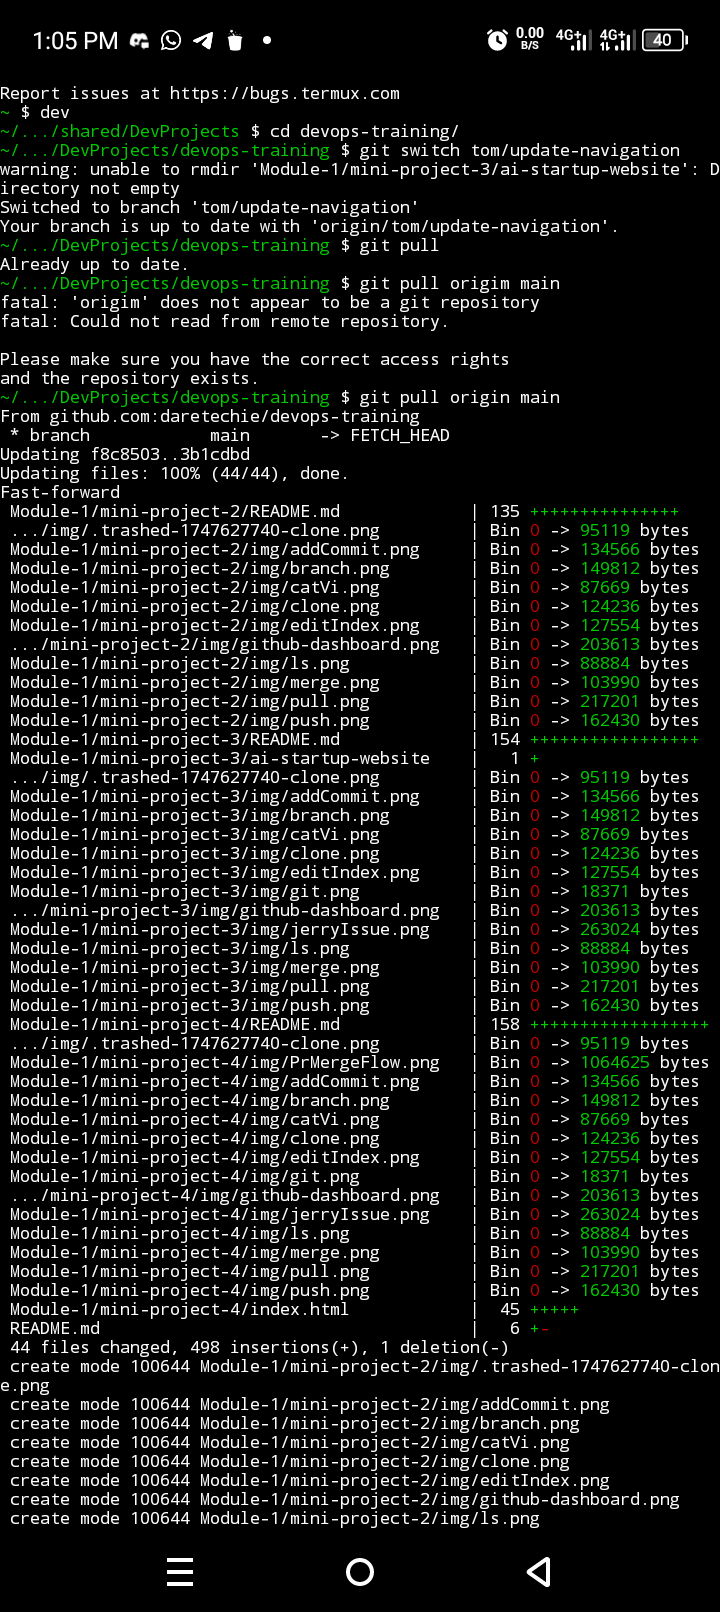 1:05 PM
0.00 B/S 4G+ 4G+ 40
Report issues at https://bugs.termux.com
~ $ dev
~/.../shared/DevProjects $ cd devops-training/
~/.../DevProjects/devops-training $ git switch tom/update-navigation
warning: unable to rmdir 'Module-1/mini-project-3/ai-startup-website': D
irectory not empty
Switched to branch 'tom/update-navigation'
Your branch is up to date with 'origin/tom/update-navigation'.
~/.../DevProjects/devops-training $ git pull
Already up to date.
~/.../DevProjects/devops-training $ git pull origim main
fatal: 'origim' does not appear to be a git repository
fatal: Could not read from remote repository.

Please make sure you have the correct access rights
and the repository exists.
~/.../DevProjects/devops-training $ git pull origin main
From github.com:daretechie/devops-training
 * branch            main       -> FETCH_HEAD
Updating f8c8503..3b1cdbd
Updating files: 100% (44/44), done.
Fast-forward
 Module-1/mini-project-2/README.md             | 135 +++++++++++++++
 .../img/.trashed-1747627740-clone.png         | Bin 0 -> 95119 bytes
 Module-1/mini-project-2/img/addCommit.png     | Bin 0 -> 134566 bytes
 Module-1/mini-project-2/img/branch.png        | Bin 0 -> 149812 bytes
 Module-1/mini-project-2/img/catVi.png         | Bin 0 -> 87669 bytes
 Module-1/mini-project-2/img/clone.png         | Bin 0 -> 124236 bytes
 Module-1/mini-project-2/img/editIndex.png     | Bin 0 -> 127554 bytes
 .../mini-project-2/img/github-dashboard.png   | Bin 0 -> 203613 bytes
 Module-1/mini-project-2/img/ls.png            | Bin 0 -> 88884 bytes
 Module-1/mini-project-2/img/merge.png         | Bin 0 -> 103990 bytes
 Module-1/mini-project-2/img/pull.png          | Bin 0 -> 217201 bytes
 Module-1/mini-project-2/img/push.png          | Bin 0 -> 162430 bytes
 Module-1/mini-project-3/README.md             | 154 +++++++++++++++++
 Module-1/mini-project-3/ai-startup-website    |   1 +
 .../img/.trashed-1747627740-clone.png         | Bin 0 -> 95119 bytes
 Module-1/mini-project-3/img/addCommit.png     | Bin 0 -> 134566 bytes
 Module-1/mini-project-3/img/branch.png        | Bin 0 -> 149812 bytes
 Module-1/mini-project-3/img/catVi.png         | Bin 0 -> 87669 bytes
 Module-1/mini-project-3/img/clone.png         | Bin 0 -> 124236 bytes
 Module-1/mini-project-3/img/editIndex.png     | Bin 0 -> 127554 bytes
 Module-1/mini-project-3/img/git.png           | Bin 0 -> 18371 bytes
 .../mini-project-3/img/github-dashboard.png   | Bin 0 -> 203613 bytes
 Module-1/mini-project-3/img/jerryIssue.png    | Bin 0 -> 263024 bytes
 Module-1/mini-project-3/img/ls.png            | Bin 0 -> 88884 bytes
 Module-1/mini-project-3/img/merge.png         | Bin 0 -> 103990 bytes
 Module-1/mini-project-3/img/pull.png          | Bin 0 -> 217201 bytes
 Module-1/mini-project-3/img/push.png          | Bin 0 -> 162430 bytes
 Module-1/mini-project-4/README.md             | 158 ++++++++++++++++++
 .../img/.trashed-1747627740-clone.png         | Bin 0 -> 95119 bytes
 Module-1/mini-project-4/img/PrMergeFlow.png   | Bin 0 -> 1064625 bytes
 Module-1/mini-project-4/img/addCommit.png     | Bin 0 -> 134566 bytes
 Module-1/mini-project-4/img/branch.png        | Bin 0 -> 149812 bytes
 Module-1/mini-project-4/img/catVi.png         | Bin 0 -> 87669 bytes
 Module-1/mini-project-4/img/clone.png         | Bin 0 -> 124236 bytes
 Module-1/mini-project-4/img/editIndex.png     | Bin 0 -> 127554 bytes
 Module-1/mini-project-4/img/git.png           | Bin 0 -> 18371 bytes
 .../mini-project-4/img/github-dashboard.png   | Bin 0 -> 203613 bytes
 Module-1/mini-project-4/img/jerryIssue.png    | Bin 0 -> 263024 bytes
 Module-1/mini-project-4/img/ls.png            | Bin 0 -> 88884 bytes
 Module-1/mini-project-4/img/merge.png         | Bin 0 -> 103990 bytes
 Module-1/mini-project-4/img/pull.png          | Bin 0 -> 217201 bytes
 Module-1/mini-project-4/img/push.png          | Bin 0 -> 162430 bytes
 Module-1/mini-project-4/index.html            |  45 +++++
 README.md                                     |   6 +-
 44 files changed, 498 insertions(+), 1 deletion(-)
 create mode 100644 Module-1/mini-project-2/img/.trashed-1747627740-clon
e.png
 create mode 100644 Module-1/mini-project-2/img/addCommit.png
 create mode 100644 Module-1/mini-project-2/img/branch.png
 create mode 100644 Module-1/mini-project-2/img/catVi.png
 create mode 100644 Module-1/mini-project-2/img/clone.png
 create mode 100644 Module-1/mini-project-2/img/editIndex.png
 create mode 100644 Module-1/mini-project-2/img/github-dashboard.png
 create mode 100644 Module-1/mini-project-2/img/ls.png